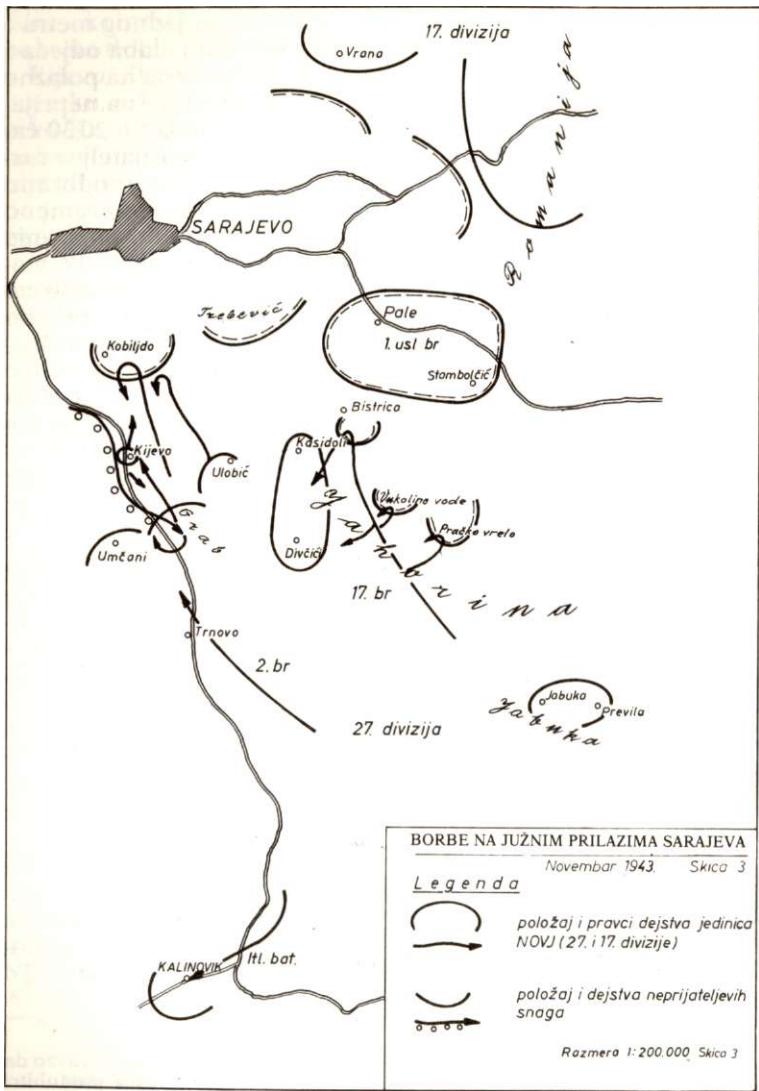 17. divizija
Vrana
Romanija
SARAJEVO
Trebević
Pale
1. usl br
Stambolčić
Kobiljdo
Bistrica
Kasidoli
Kijevo
Ulobić
Vukolina vode
Pračko vrelo
Grab
Umčani
Divčići
Jahorina
17. br
Trnovo
2. br
Jabuka
Previla
Jabuka
27. divizija
BORBE NA JUŽNIM PRILAZIMA SARAJEVA
Novembar 1943. Skica 3
Legenda
položaj i pravci dejstva jedinica
NOVJ (27. i 17. divizije)
položaj i dejstva neprijateljevih
snaga
Razmera 1:200.000 Skica 3
KALINOVIK
Itl. bat.